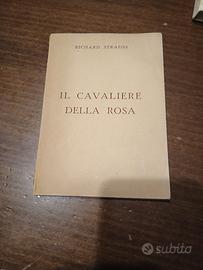 RICHARD STRAUSS
IL CAVALIERE
DELLA ROSA
subito